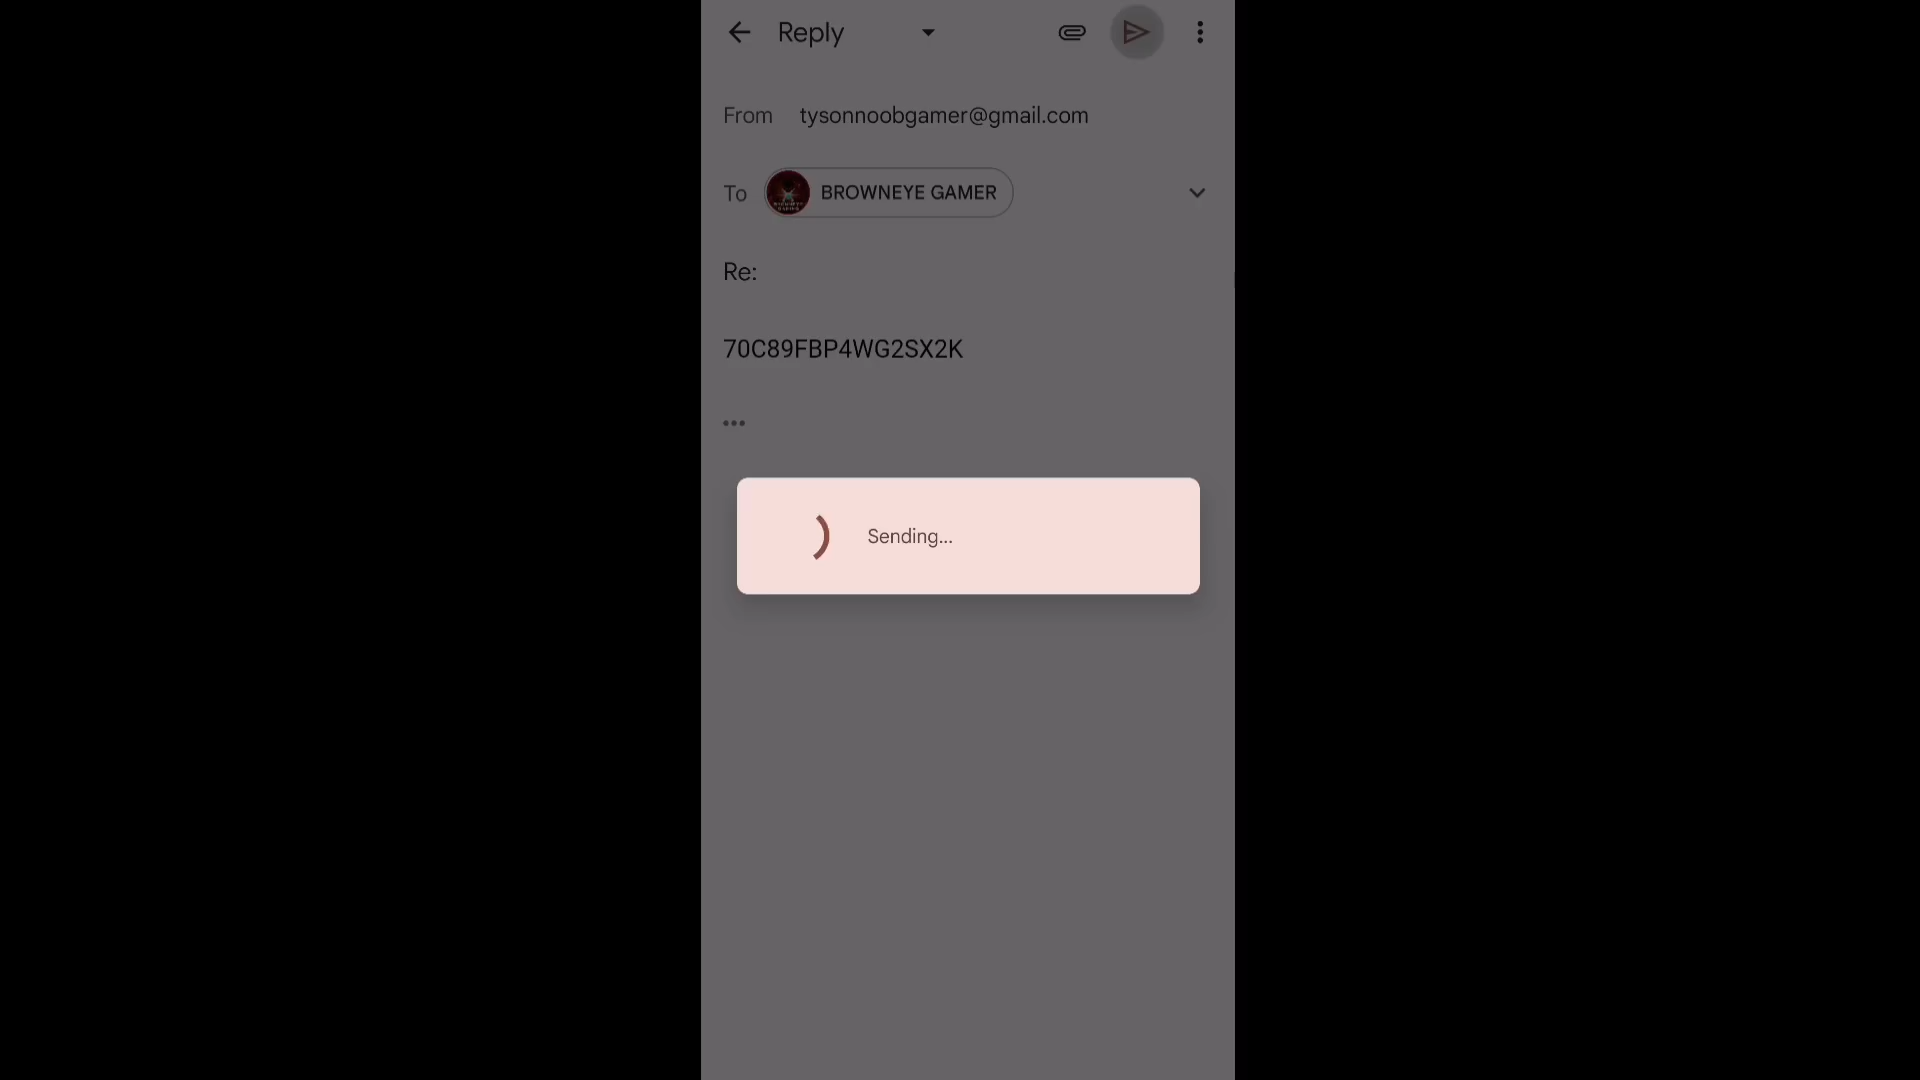 Reply
From tysonnoobgamer@gmail.com
To BROWNEYE GAMER
Re:
70C89FBP4WG2SX2K
Sending...